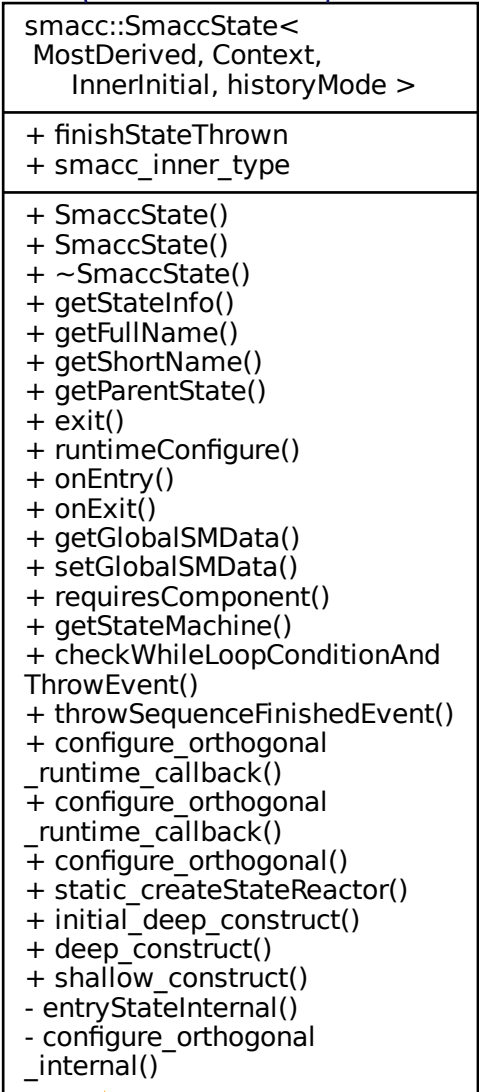 smacc::SmaccState<
MostDerived, Context,
InnerInitial, historyMode >
+ finishStateThrown
+ smacc_inner_type
+ SmaccState()
+ SmaccState()
+ ~SmaccState()
+ getStateInfo()
+ getFullName()
+ getShortName()
+ getParentState()
+ exit()
+ runtimeConfigure()
+ onEntry()
+ onExit()
+ getGlobalSMData()
+ setGlobalSMData()
+ requiresComponent()
+ getStateMachine()
+ checkWhileLoopConditionAnd
ThrowEvent()
+ throwSequenceFinishedEvent()
+ configure_orthogonal
_runtime_callback()
+ configure_orthogonal
_runtime_callback()
+ configure_orthogonal()
+ static_createStateReactor()
+ initial_deep_construct()
+ deep_construct()
+ shallow_construct()
- entryStateInternal()
- configure_orthogonal
_internal()